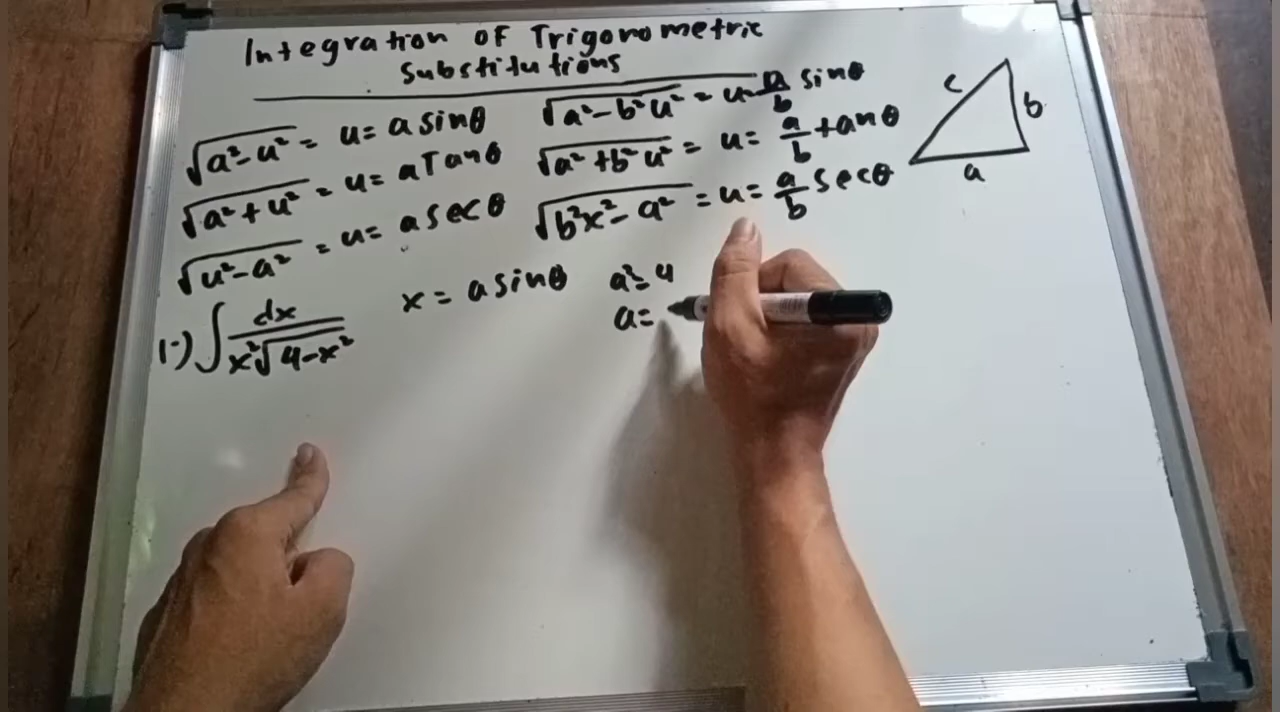 Integration of Trigonometric
Substitutions
√a²-u² = u= a sinθ
√a²+u² = u= a Tanθ
√u²-a² = u= a secθ
√a²-b²u² = u= a/b sinθ
√a²+b²u² = u= a/b tanθ
√b²x²-a² = u= a/b secθ
c
b
a
1.) ∫ dx / x²√4-x²
x = a sinθ
a²=4
a=